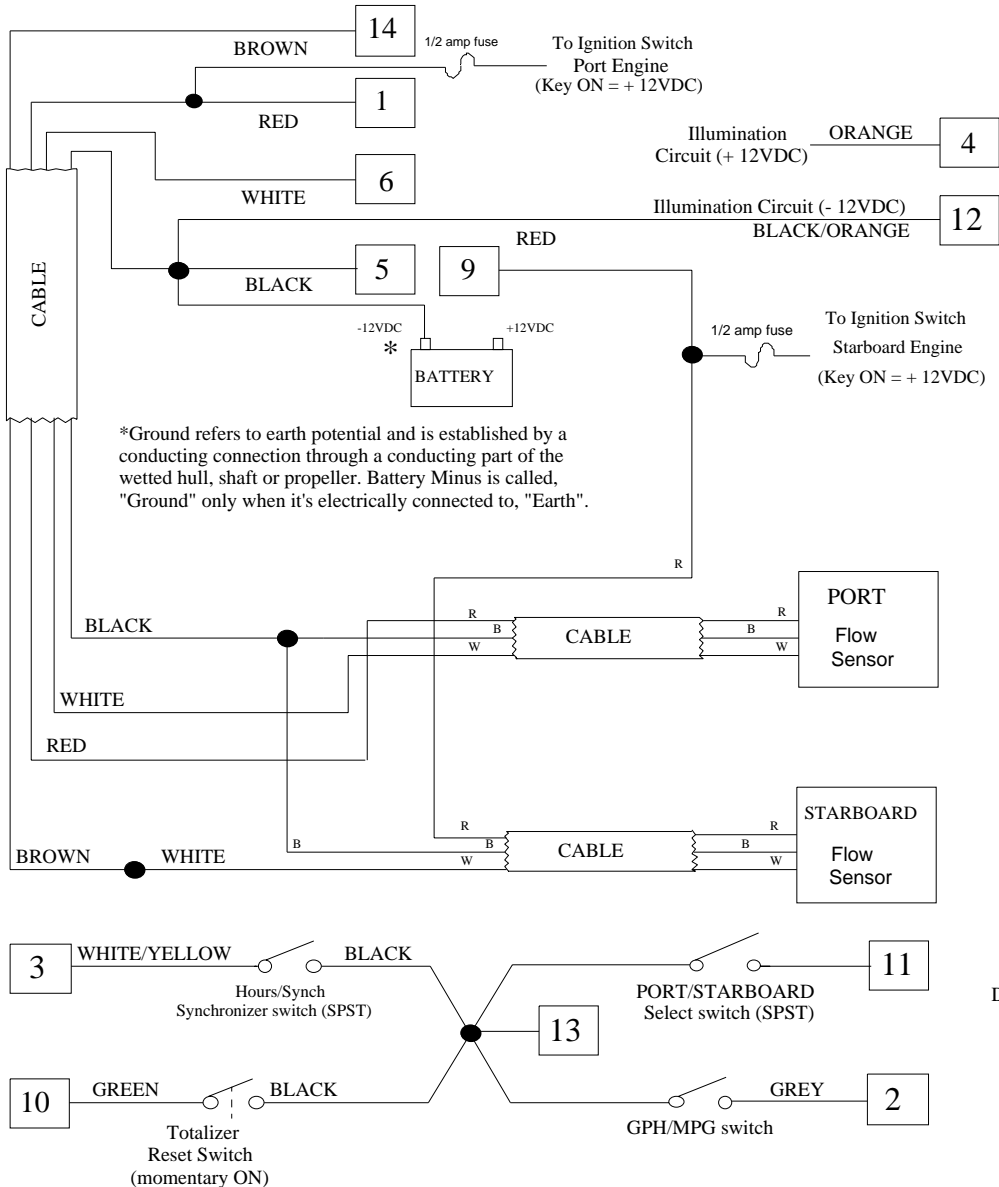 14
BROWN
1/2 amp fuse
To Ignition Switch
Port Engine
(Key ON = + 12VDC)
1
RED
Illumination
Circuit (+ 12VDC)
ORANGE
4
6
WHITE
Illumination Circuit (- 12VDC)
BLACK/ORANGE
12
CABLE
5
BLACK
RED
9
-12VDC
*
+12VDC
BATTERY
1/2 amp fuse
To Ignition Switch
Starboard Engine
(Key ON = + 12VDC)
*Ground refers to earth potential and is established by a
conducting connection through a conducting part of the
wetted hull, shaft or propeller. Battery Minus is called,
"Ground" only when it's electrically connected to, "Earth".
R
BLACK
R
B
W
CABLE
R
B
W
PORT
Flow
Sensor
WHITE
RED
BROWN
WHITE
B
R
B
W
CABLE
R
B
W
STARBOARD
Flow
Sensor
3
WHITE/YELLOW
BLACK
Hours/Synch
Synchronizer switch (SPST)
PORT/STARBOARD
Select switch (SPST)
11
D
13
10
GREEN
BLACK
Totalizer
Reset Switch
(momentary ON)
GPH/MPG switch
GREY
2